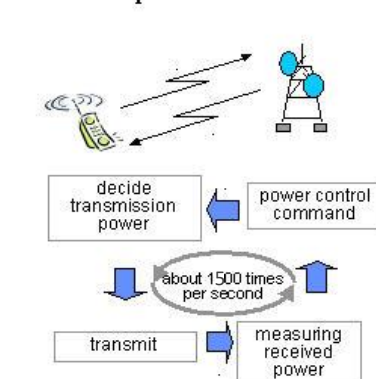 decide
transmission
power
power control
command
about 1500 times
per second
transmit
measuring
received
power